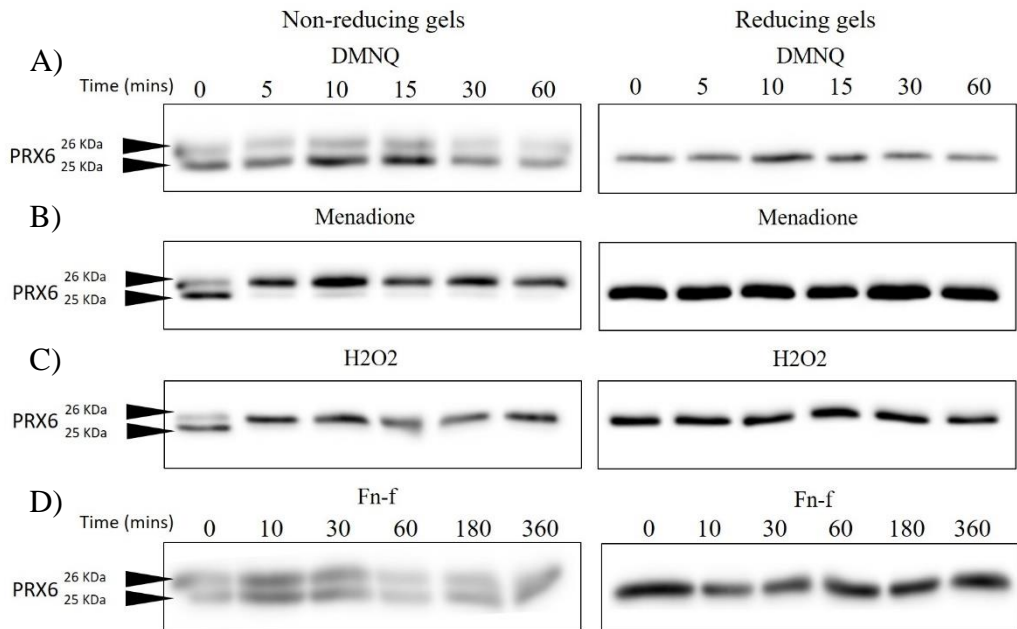 Non-reducing gels Reducing gels
A) DMNQ
Time (mins) 0 5 10 15 30 60 0 5 10 15 30 60
26 KDa
PRX6
25 KDa
B) Menadione Menadione
26 KDa
PRX6
25 KDa
C) H2O2 H2O2
26 KDa
PRX6
25 KDa
D) Fn-f Fn-f
Time (mins) 0 10 30 60 180 360 0 10 30 60 180 360
26 KDa
PRX6
25 KDa